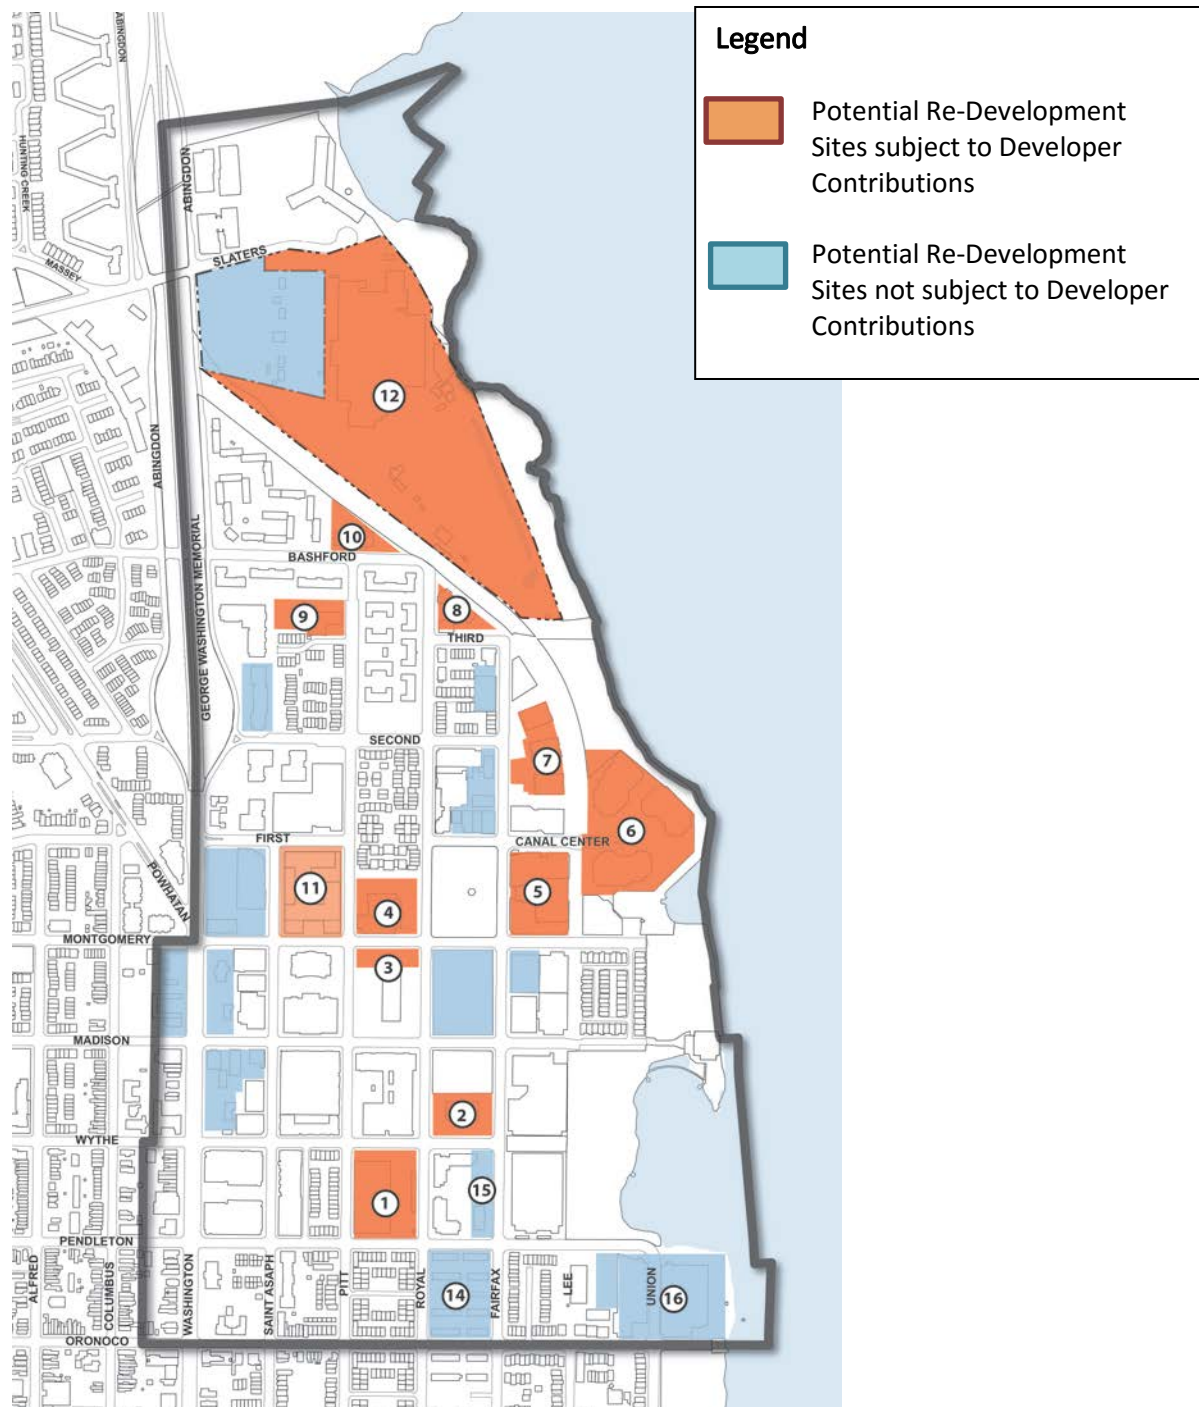 Legend
Potential Re-Development
Sites subject to Developer
Contributions
Potential Re-Development
Sites not subject to Developer
Contributions
ABINGDON
HUNTING CREEK
ABINGDON
SLATERS
MASSEY
12
ABINGDON
GEORGE WASHINGTON MEMORIAL
10
BASHFORD
9
8
THIRD
SECOND
7
6
FIRST
CANAL CENTER
POWHATAN
11
5
4
MONTGOMERY
3
MADISON
2
WYTHE
1
15
PENDLETON
ALFRED
COLUMBUS
WASHINGTON
SAINT ASAPH
PITT
ROYAL
14
FAIRFAX
LEE
UNION
16
ORONOCO